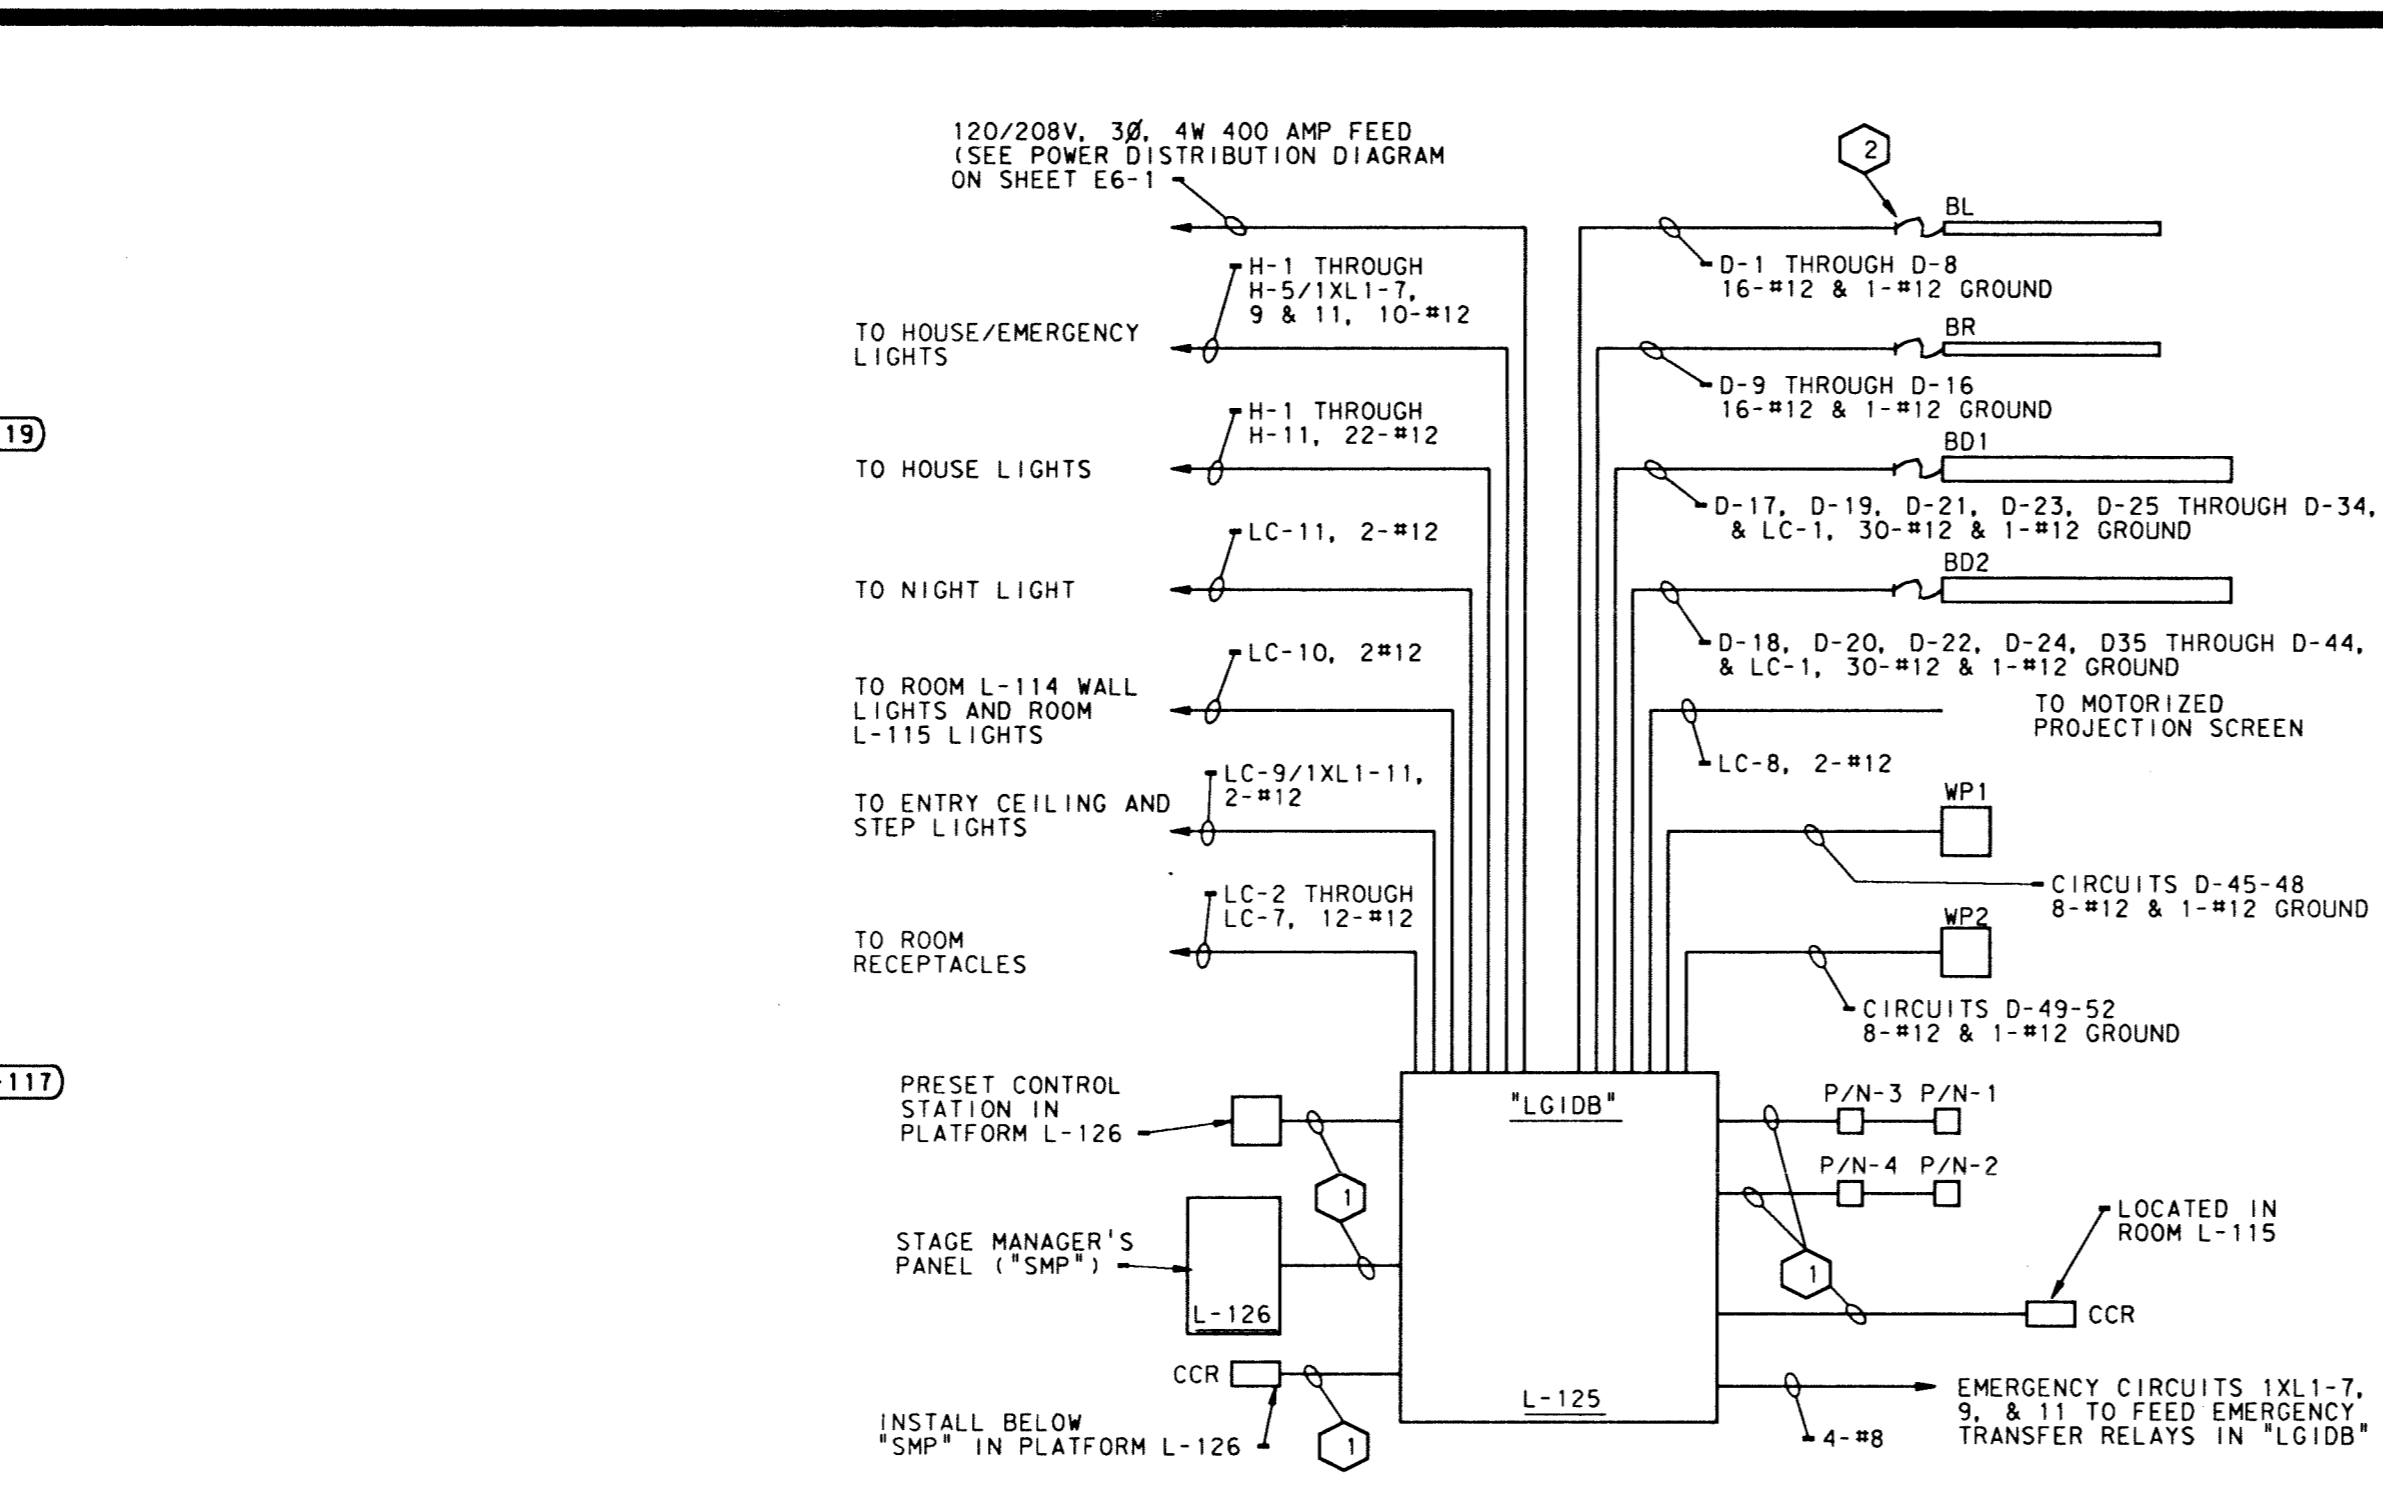 120/208V, 3Ø, 4W 400 AMP FEED
(SEE POWER DISTRIBUTION DIAGRAM
ON SHEET E6-1
H-1 THROUGH
H-5/1XL1-7,
9 & 11, 10-#12
TO HOUSE/EMERGENCY
LIGHTS
H-1 THROUGH
H-11, 22-#12
TO HOUSE LIGHTS
LC-11, 2-#12
TO NIGHT LIGHT
LC-10, 2#12
TO ROOM L-114 WALL
LIGHTS AND ROOM
L-115 LIGHTS
LC-9/1XL1-11,
2-#12
TO ENTRY CEILING AND
STEP LIGHTS
LC-2 THROUGH
LC-7, 12-#12
TO ROOM
RECEPTACLES
2
BL
D-1 THROUGH D-8
16-#12 & 1-#12 GROUND
BR
D-9 THROUGH D-16
16-#12 & 1-#12 GROUND
BD1
D-17, D-19, D-21, D-23, D-25 THROUGH D-34,
& LC-1, 30-#12 & 1-#12 GROUND
BD2
D-18, D-20, D-22, D-24, D35 THROUGH D-44,
& LC-1, 30-#12 & 1-#12 GROUND
TO MOTORIZED
PROJECTION SCREEN
LC-8, 2-#12
WP1
CIRCUITS D-45-48
8-#12 & 1-#12 GROUND
WP2
CIRCUITS D-49-52
8-#12 & 1-#12 GROUND
19
-117
PRESET CONTROL
STATION IN
PLATFORM L-126
1
STAGE MANAGER'S
PANEL ("SMP")
L-126
CCR
INSTALL BELOW
"SMP" IN PLATFORM L-126
1
"LGIDB"
L-125
P/N-3 P/N-1
P/N-4 P/N-2
1
LOCATED IN
ROOM L-115
CCR
4-#8
EMERGENCY CIRCUITS 1XL1-7,
9, & 11 TO FEED EMERGENCY
TRANSFER RELAYS IN "LGIDB"